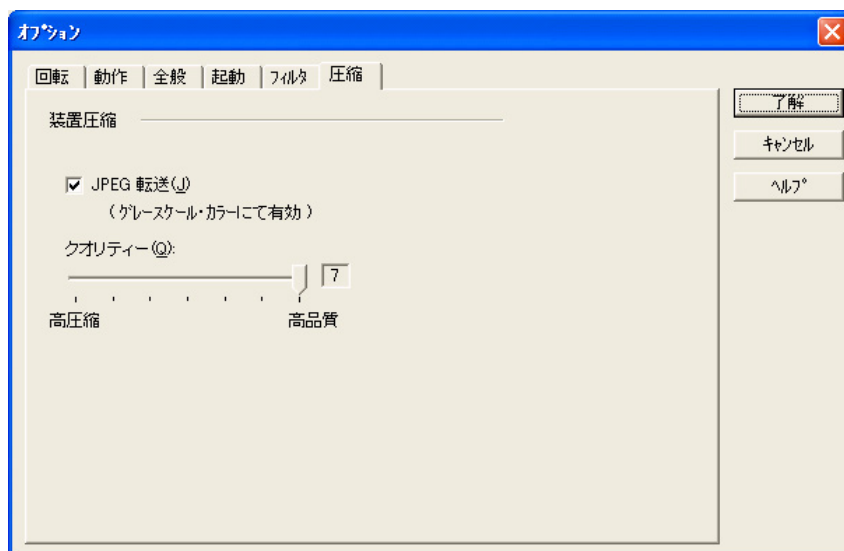 ｵﾌﾟｼｮﾝ
回転 動作 全般 起動 ﾌｨﾙﾀ 圧縮
装置圧縮
JPEG 転送(J)
( ｸﾞﾚｰｽｹｰﾙ・ｶﾗｰにて有効 )
クオリティー(Q):
7
高圧縮 高品質
了解
ｷｬﾝｾﾙ
ﾍﾙﾌﾟ